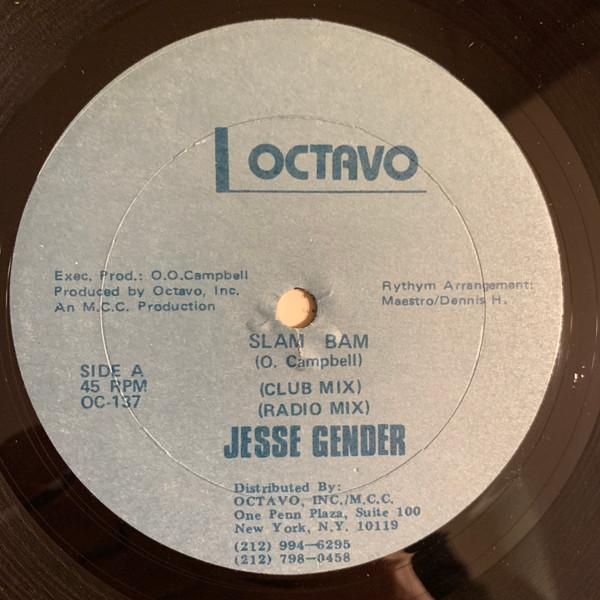 OCTAVO
Exec. Prod.: O.O.Campbell
Produced by Octavo, Inc.
An M.C.C. Production
Rythym Arrangement:
Maestro/Dennis H.
SLAM BAM
(O. Campbell)
SIDE A
45 RPM
OC-137
(CLUB MIX)
(RADIO MIX)
JESSE GENDER
Distributed By:
OCTAVO, INC./M.C.C.
One Penn Plaza, Suite 100
New York, N.Y. 10119
(212) 994-6295
(212) 798-0458